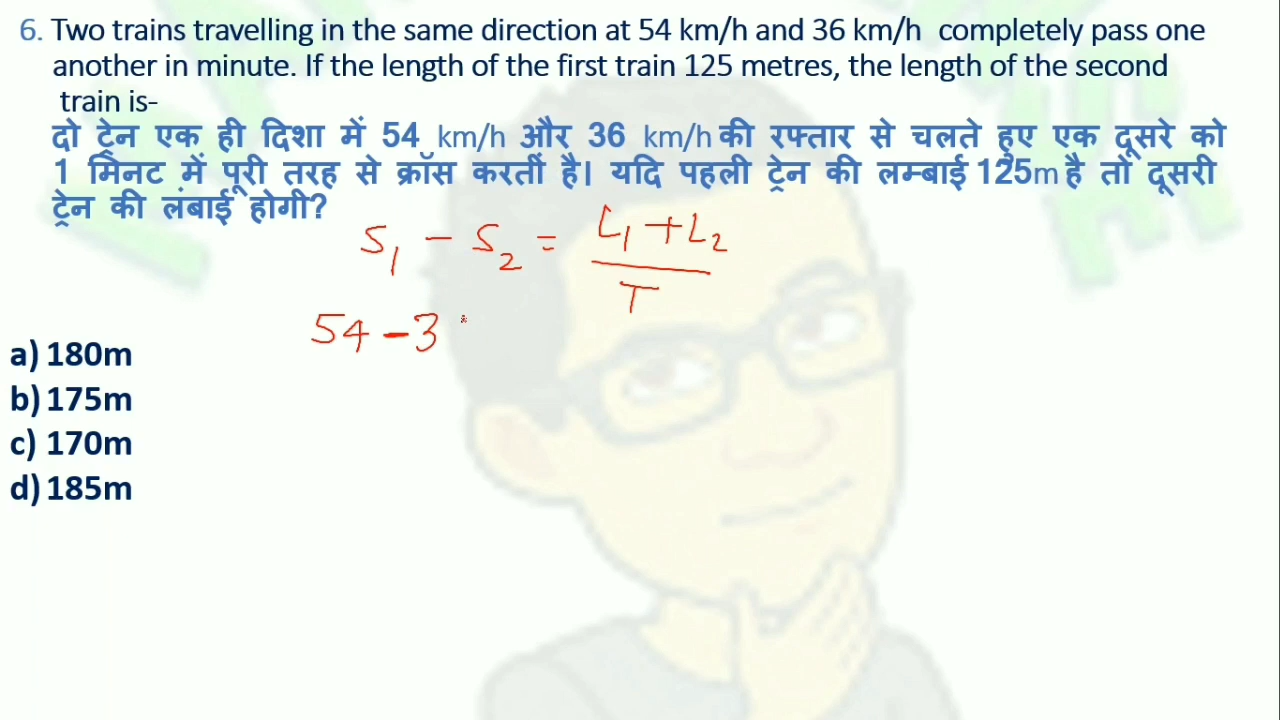 6. Two trains travelling in the same direction at 54 km/h and 36 km/h completely pass one
another in minute. If the length of the first train 125 metres, the length of the second
train is-
दो ट्रेन एक ही दिशा में 54 km/h और 36 km/h की रफ्तार से चलते हुए एक दूसरे को
1 मिनट में पूरी तरह से क्रॉस करतीं है। यदि पहली ट्रेन की लम्बाई 125m है तो दूसरी
ट्रेन की लंबाई होगी?
S1 - S2 = L1 + L2 / T
54 - 3
a) 180m
b) 175m
c) 170m
d) 185m